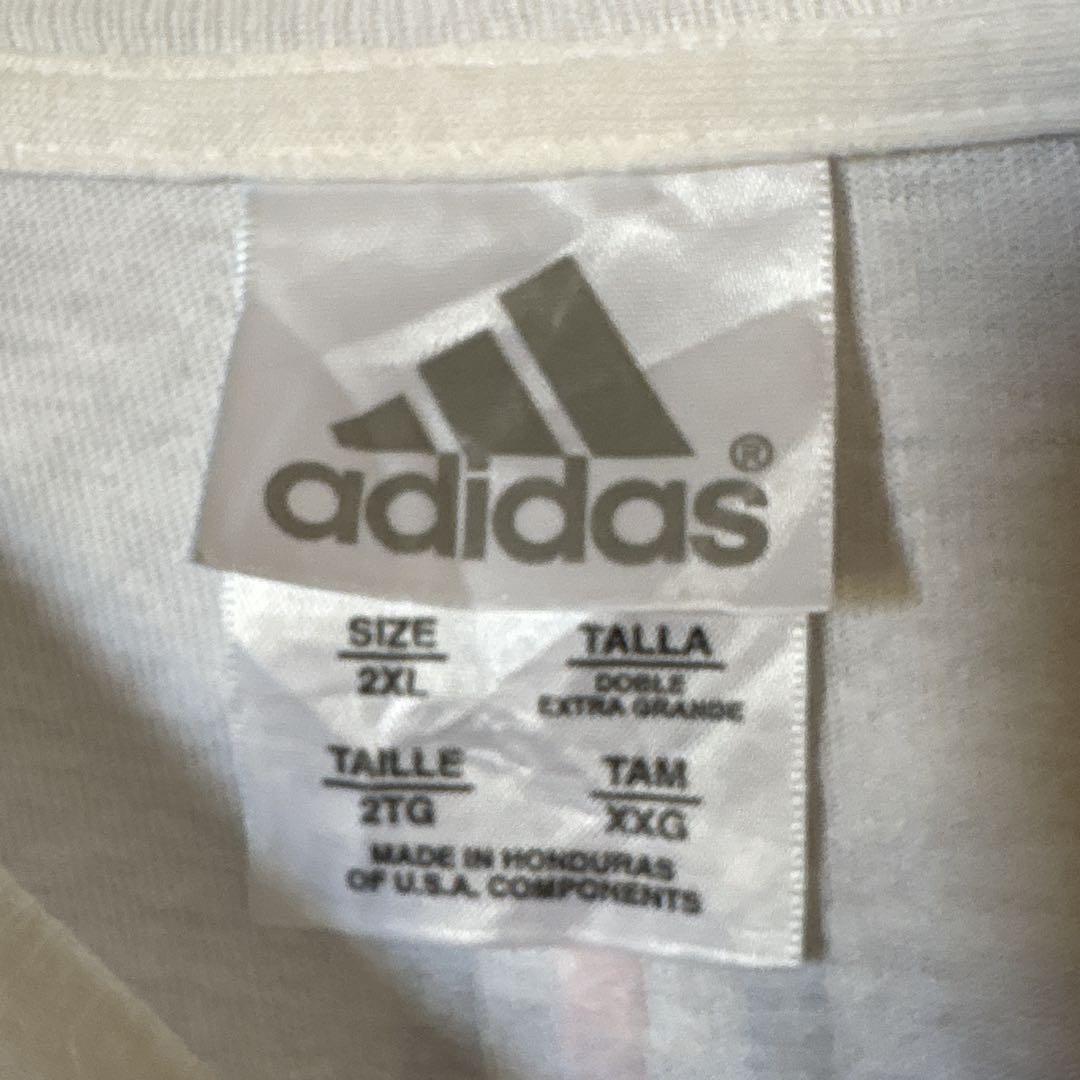 adidas®
SIZE TALLA
2XL DOBLE
EXTRA GRANDE
TAILLE TAM
2TG XXG
MADE IN HONDURAS
OF U.S.A. COMPONENTS